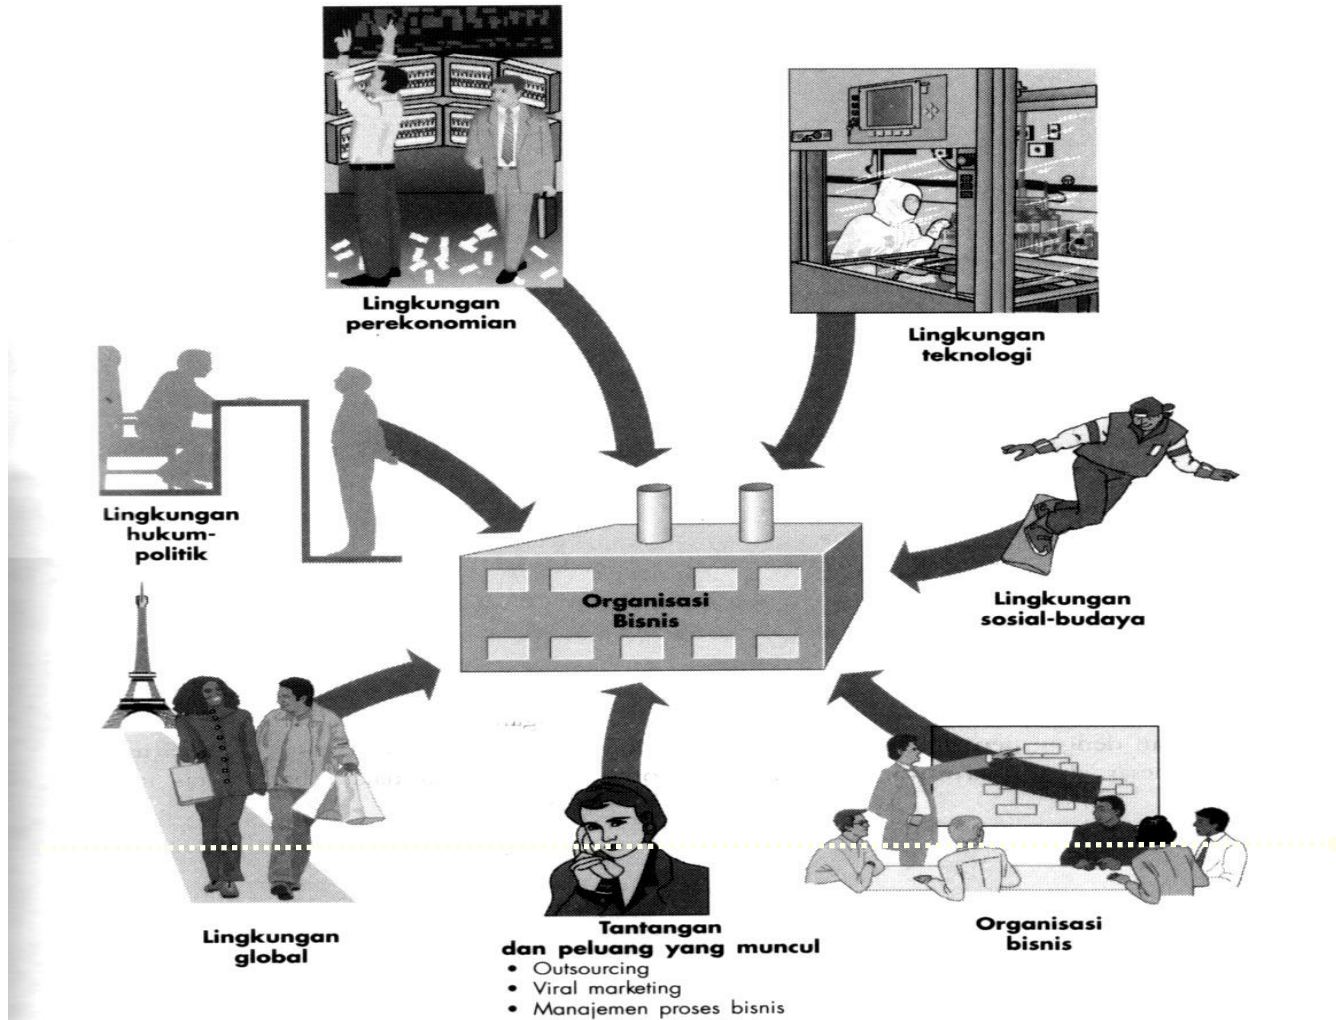 Lingkungan
perekonomian
Lingkungan
teknologi
Lingkungan
hukum-
politik
Organisasi
Bisnis
Lingkungan
sosial-budaya
Lingkungan
global
Tantangan
dan peluang yang muncul
• Outsourcing
• Viral marketing
• Manajemen proses bisnis
Organisasi
bisnis